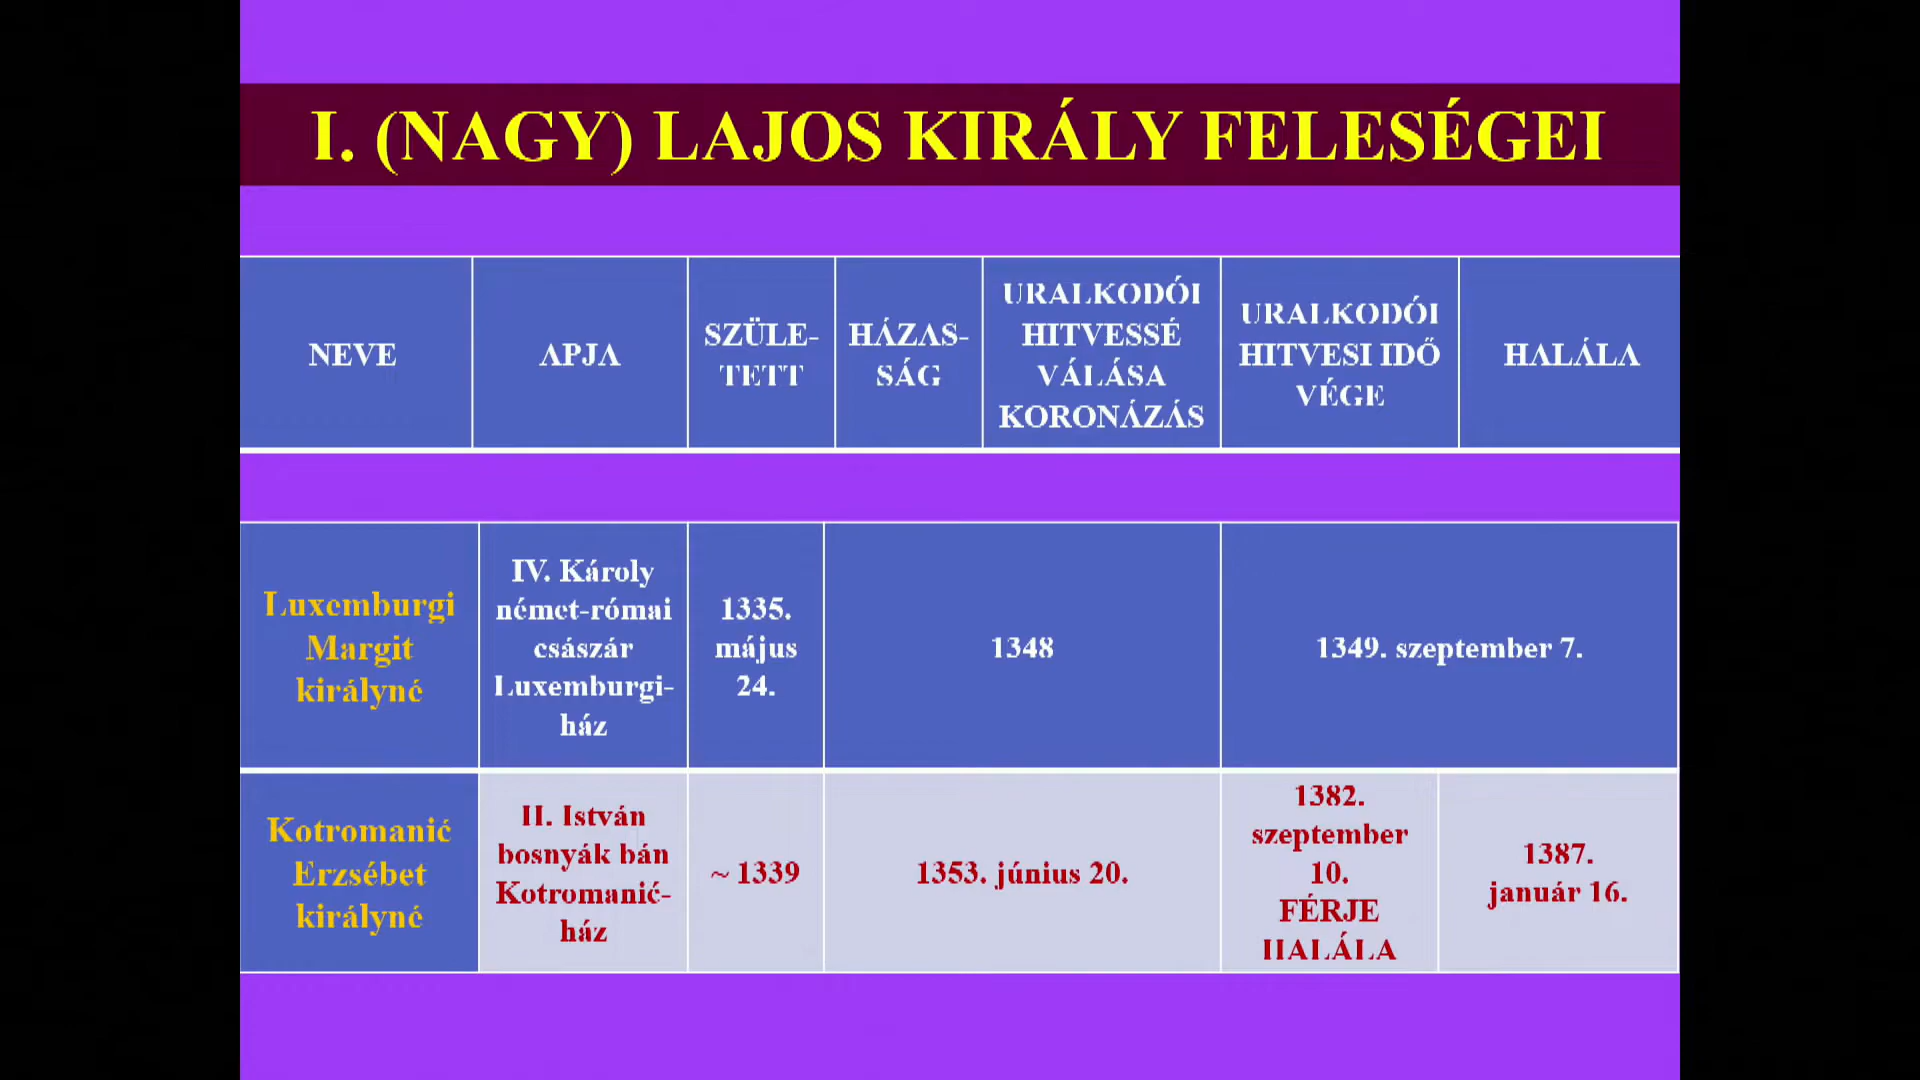 I. (NAGY) LAJOS KIRÁLY FELESÉGEI
NEVE
APJA
SZÜLE-
TETT
HÁZAS-
SÁG
URALKODÓI
HITVESSÉ
VÁLÁSA
KORONÁZÁS
URALKODÓI
HITVESI IDŐ
VÉGE
HALÁLA
Luxemburgi
Margit
királyné
IV. Károly
német-római
császár
Luxemburgi-
ház
1335.
május
24.
1348
1349. szeptember 7.
Kotromanić
Erzsébet
királyné
II. István
bosnyák bán
Kotromanić-
ház
~ 1339
1353. június 20.
1382.
szeptember
10.
FÉRJE
HALÁLA
1387.
január 16.